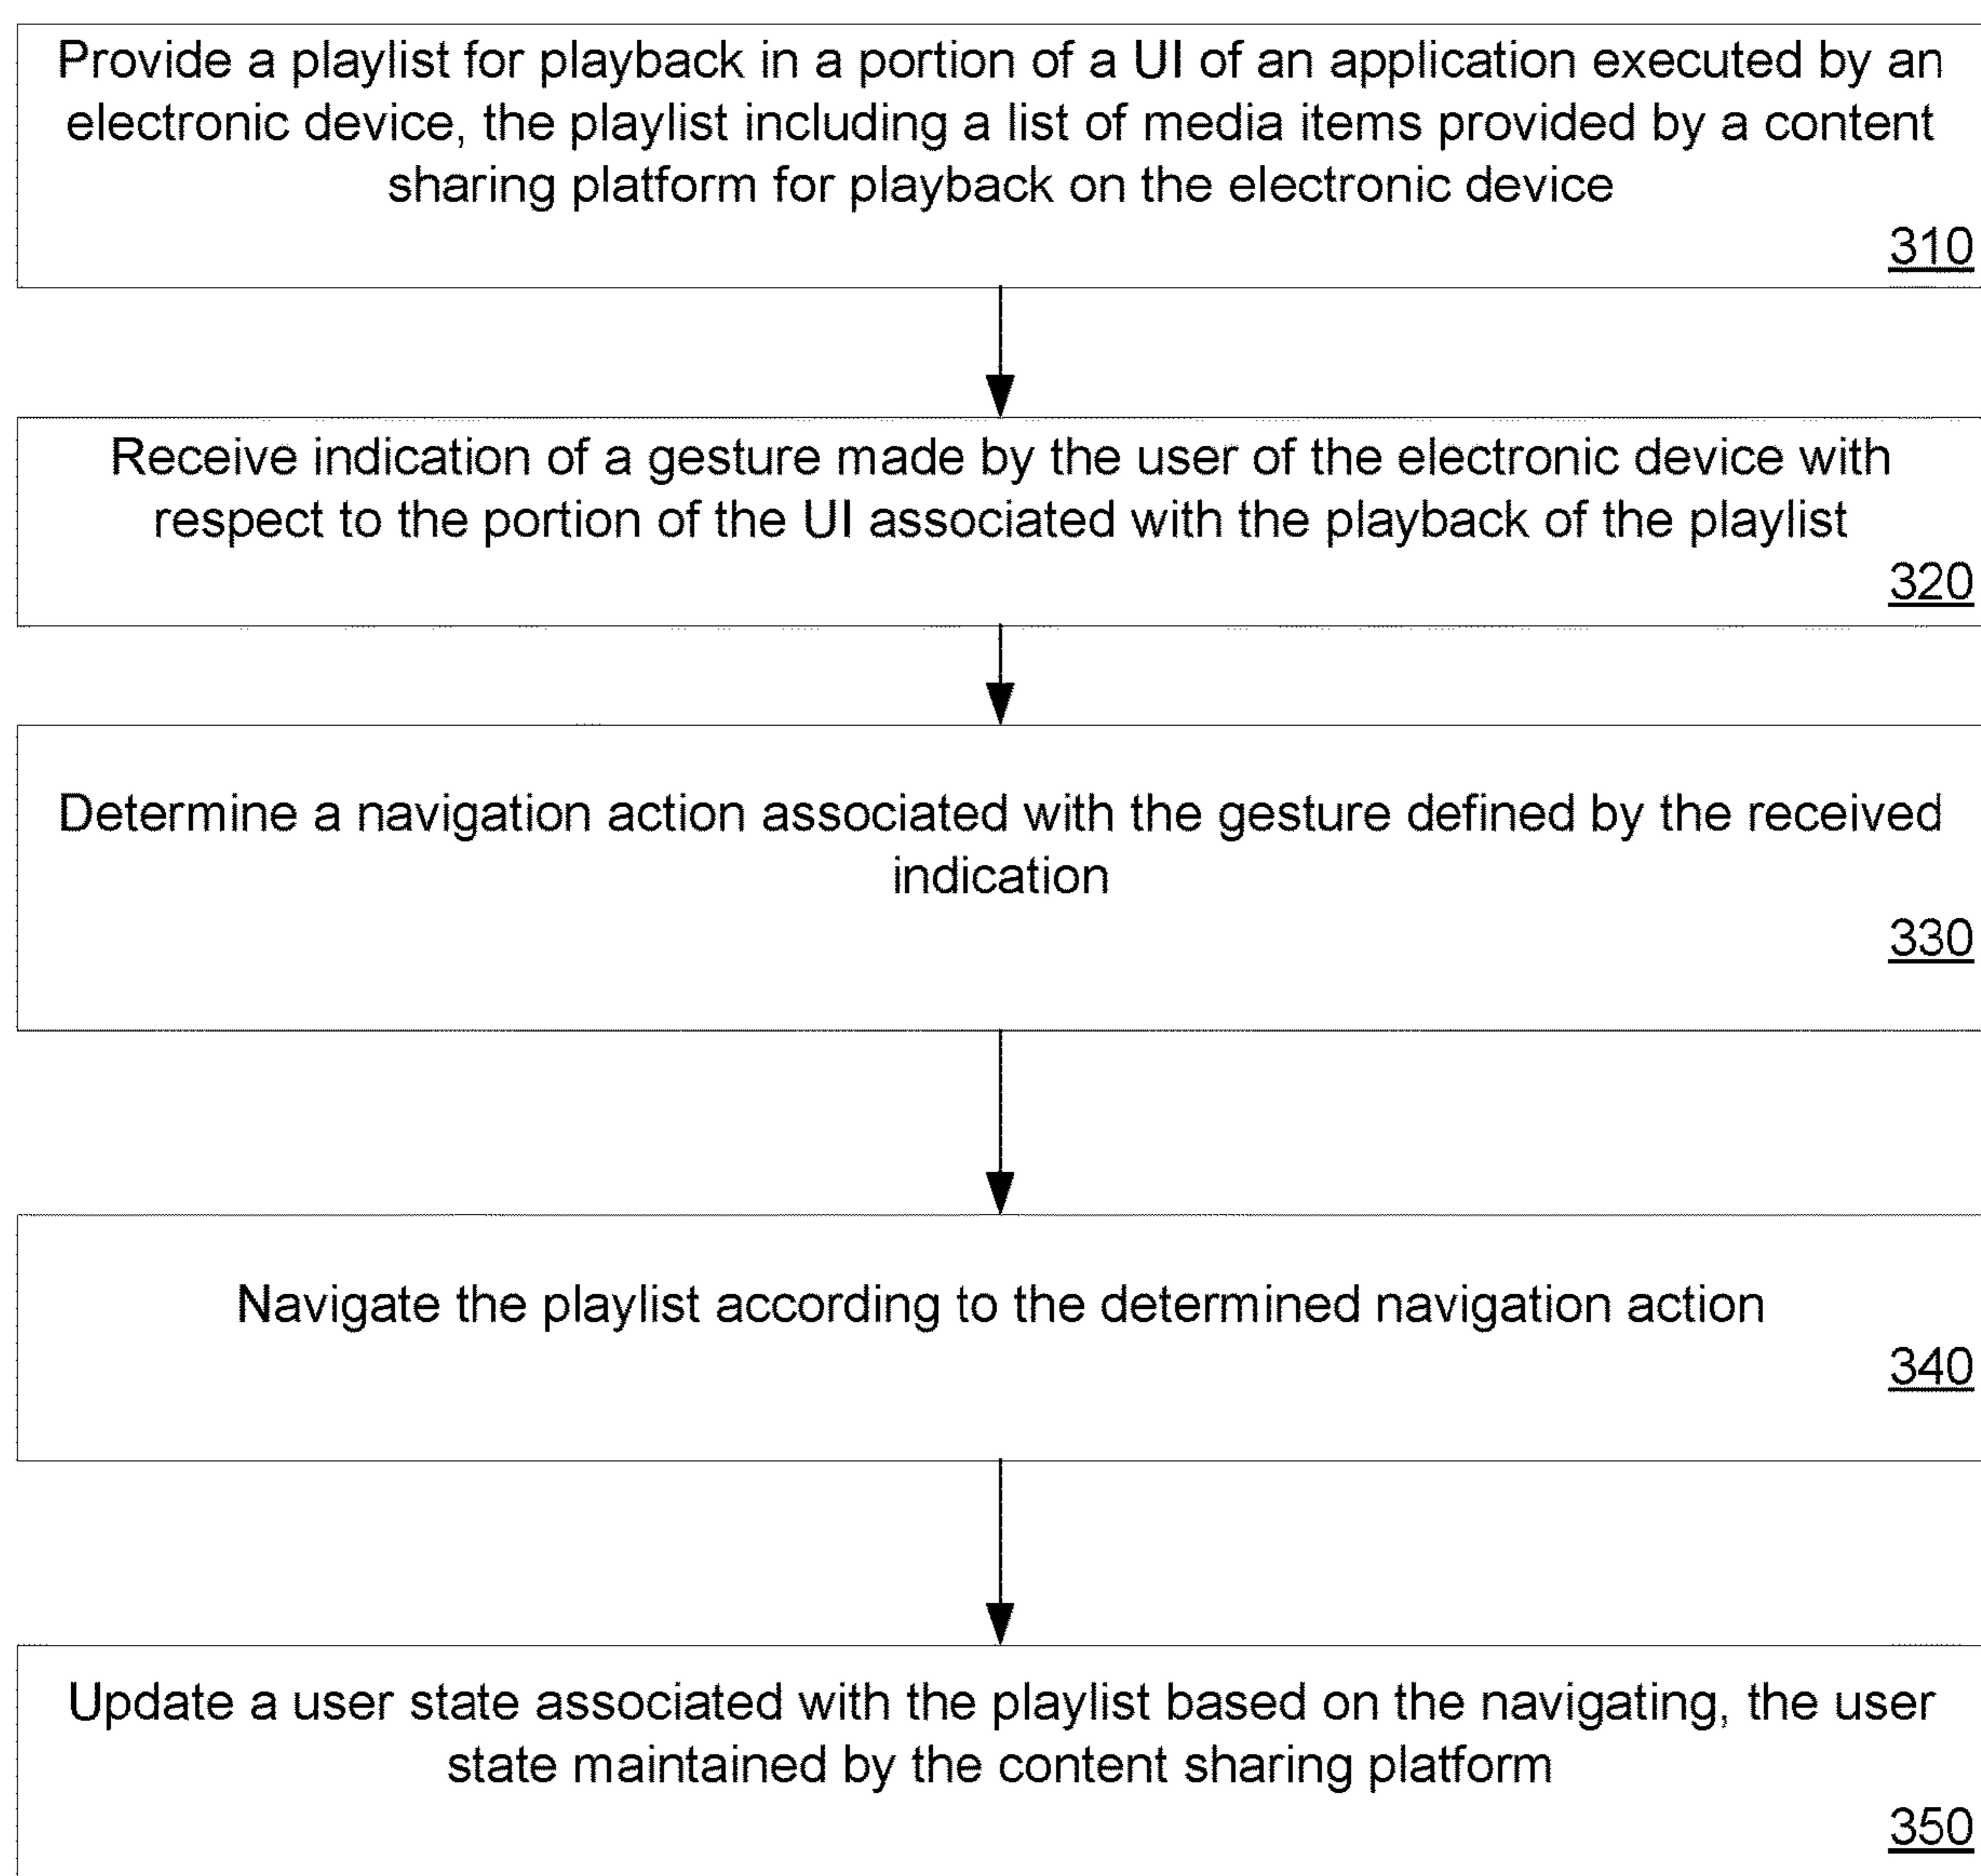 Provide a playlist for playback in a portion of a UI of an application executed by an
electronic device, the playlist including a list of media items provided by a content
sharing platform for playback on the electronic device
310
Receive indication of a gesture made by the user of the electronic device with
respect to the portion of the UI associated with the playback of the playlist
320
Determine a navigation action associated with the gesture defined by the received
indication
330
Navigate the playlist according to the determined navigation action
340
Update a user state associated with the playlist based on the navigating, the user
state maintained by the content sharing platform
350